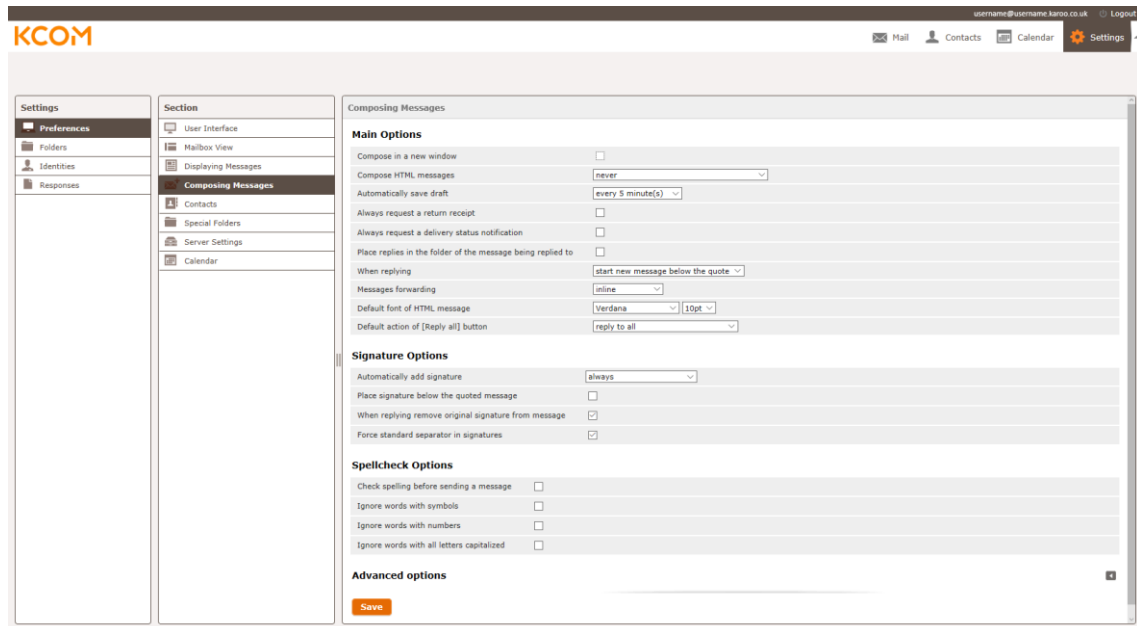 username@username.karoo.co.uk Logout
KCOM
Mail Contacts Calendar Settings
Settings
Preferences
Folders
Identities
Responses
Section
User Interface
Mailbox View
Displaying Messages
Composing Messages
Contacts
Special Folders
Server Settings
Calendar
Composing Messages
Main Options
Compose in a new window
Compose HTML messages never
Automatically save draft every 5 minute(s)
Always request a return receipt
Always request a delivery status notification
Place replies in the folder of the message being replied to
When replying start new message below the quote
Messages forwarding inline
Default font of HTML message Verdana 10pt
Default action of [Reply all] button reply to all
Signature Options
Automatically add signature always
Place signature below the quoted message
When replying remove original signature from message
Force standard separator in signatures
Spellcheck Options
Check spelling before sending a message
Ignore words with symbols
Ignore words with numbers
Ignore words with all letters capitalized
Advanced options
Save